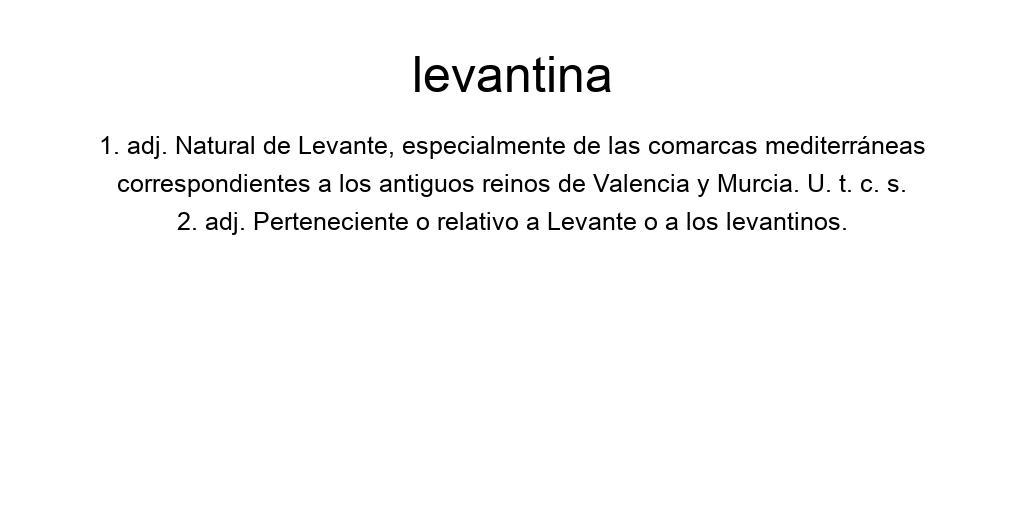 levantina
1. adj. Natural de Levante, especialmente de las comarcas mediterráneas
correspondientes a los antiguos reinos de Valencia y Murcia. U. t. c. s.
2. adj. Perteneciente o relativo a Levante o a los levantinos.